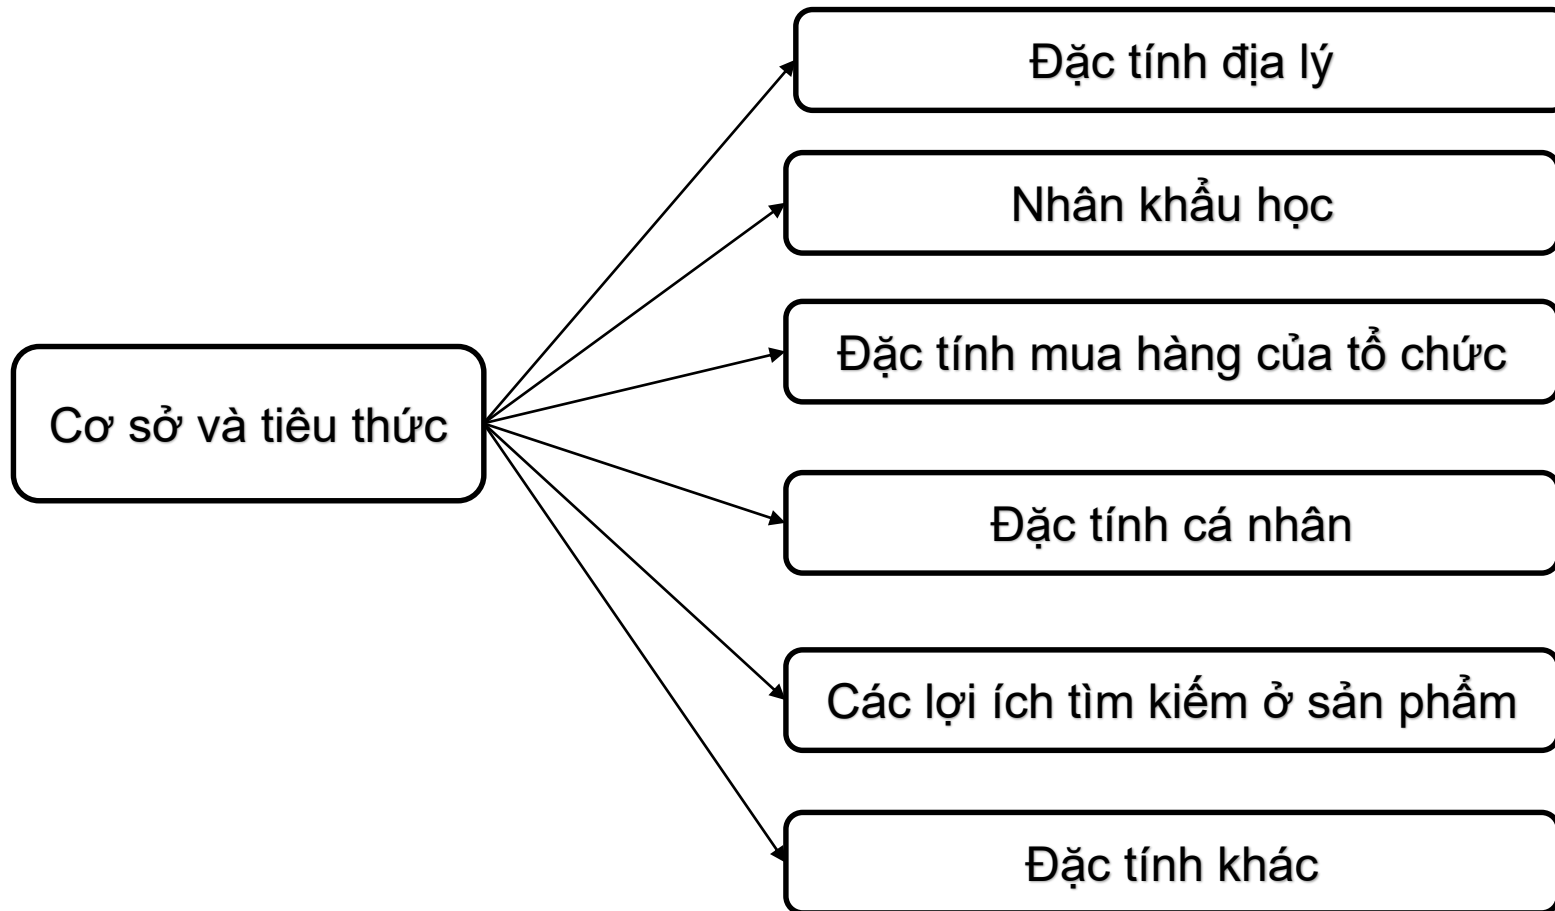 Đặc tính địa lý
Nhân khẩu học
Đặc tính mua hàng của tổ chức
Cơ sở và tiêu thức
Đặc tính cá nhân
Các lợi ích tìm kiếm ở sản phẩm
Đặc tính khác